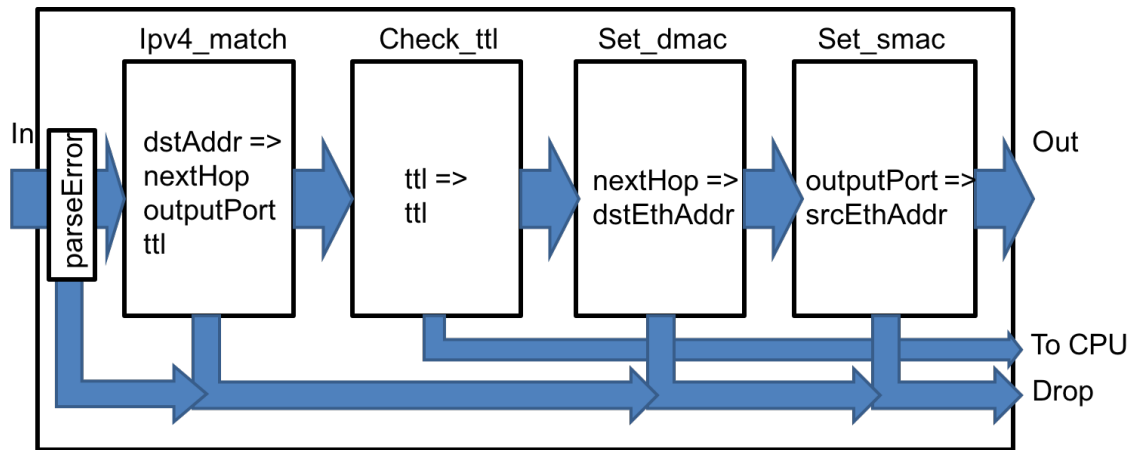 Ipv4_match
Check_ttl
Set_dmac
Set_smac
In
parseError
dstAddr =>
nextHop
outputPort
ttl
ttl =>
ttl
nextHop =>
dstEthAddr
outputPort =>
srcEthAddr
Out
To CPU
Drop